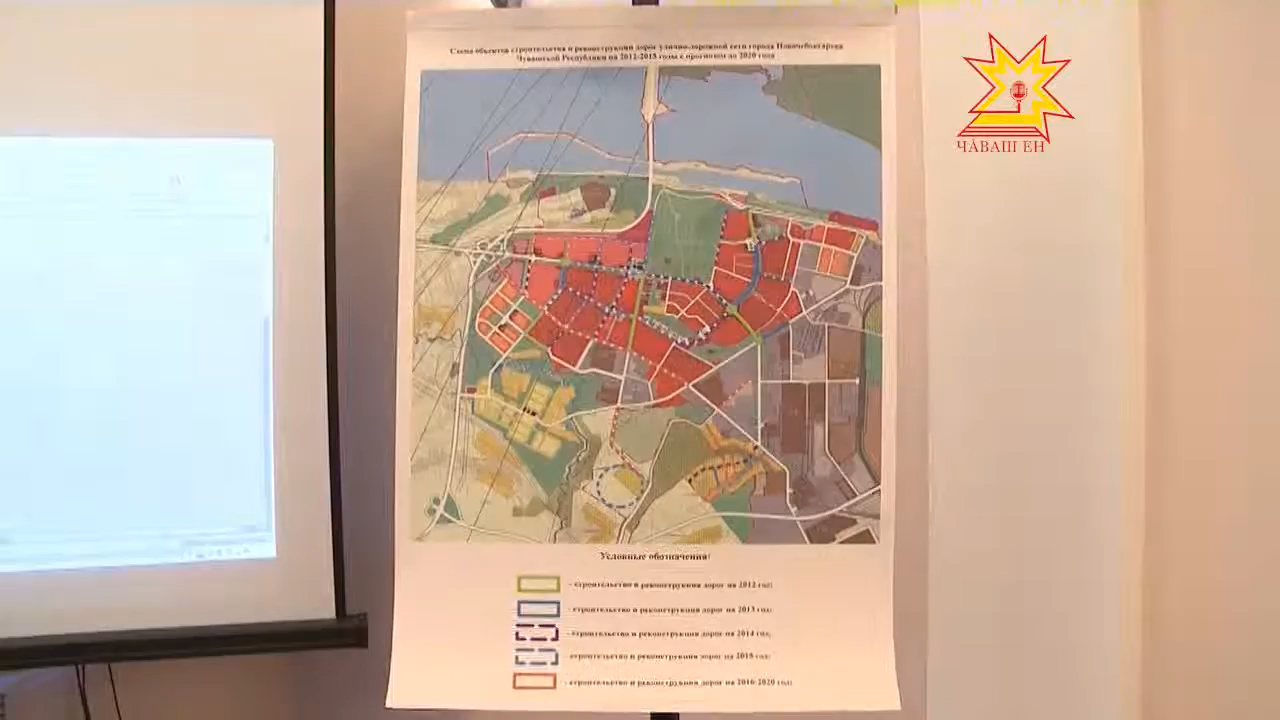 Схема объектов строительства и реконструкции дорог улично-дорожной сети города Новочебоксарска
Чувашской Республики на 2012-2015 годы с прогнозом до 2020 года
ЧӐВАШ ЕН
Условные обозначения:
- строительство и реконструкция дорог на 2012 год;
- строительство и реконструкция дорог на 2013 год;
- строительство и реконструкция дорог на 2014 год;
- строительство и реконструкция дорог на 2015 год;
- строительство и реконструкция дорог на 2016-2020 год;